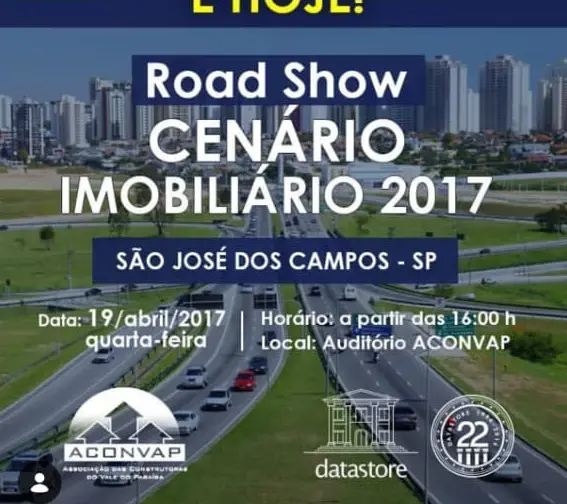 É HOJE!
Road Show
CENÁRIO
IMOBILIÁRIO 2017
SÃO JOSÉ DOS CAMPOS - SP
Data: 19/abril/2017
quarta-feira
Horário: a partir das 16:00 h
Local: Auditório ACONVAP
ACONVAP
ASSOCIAÇÃO DAS CONSTRUTORAS
DO VALE DO PARAÍBA
datastore
22